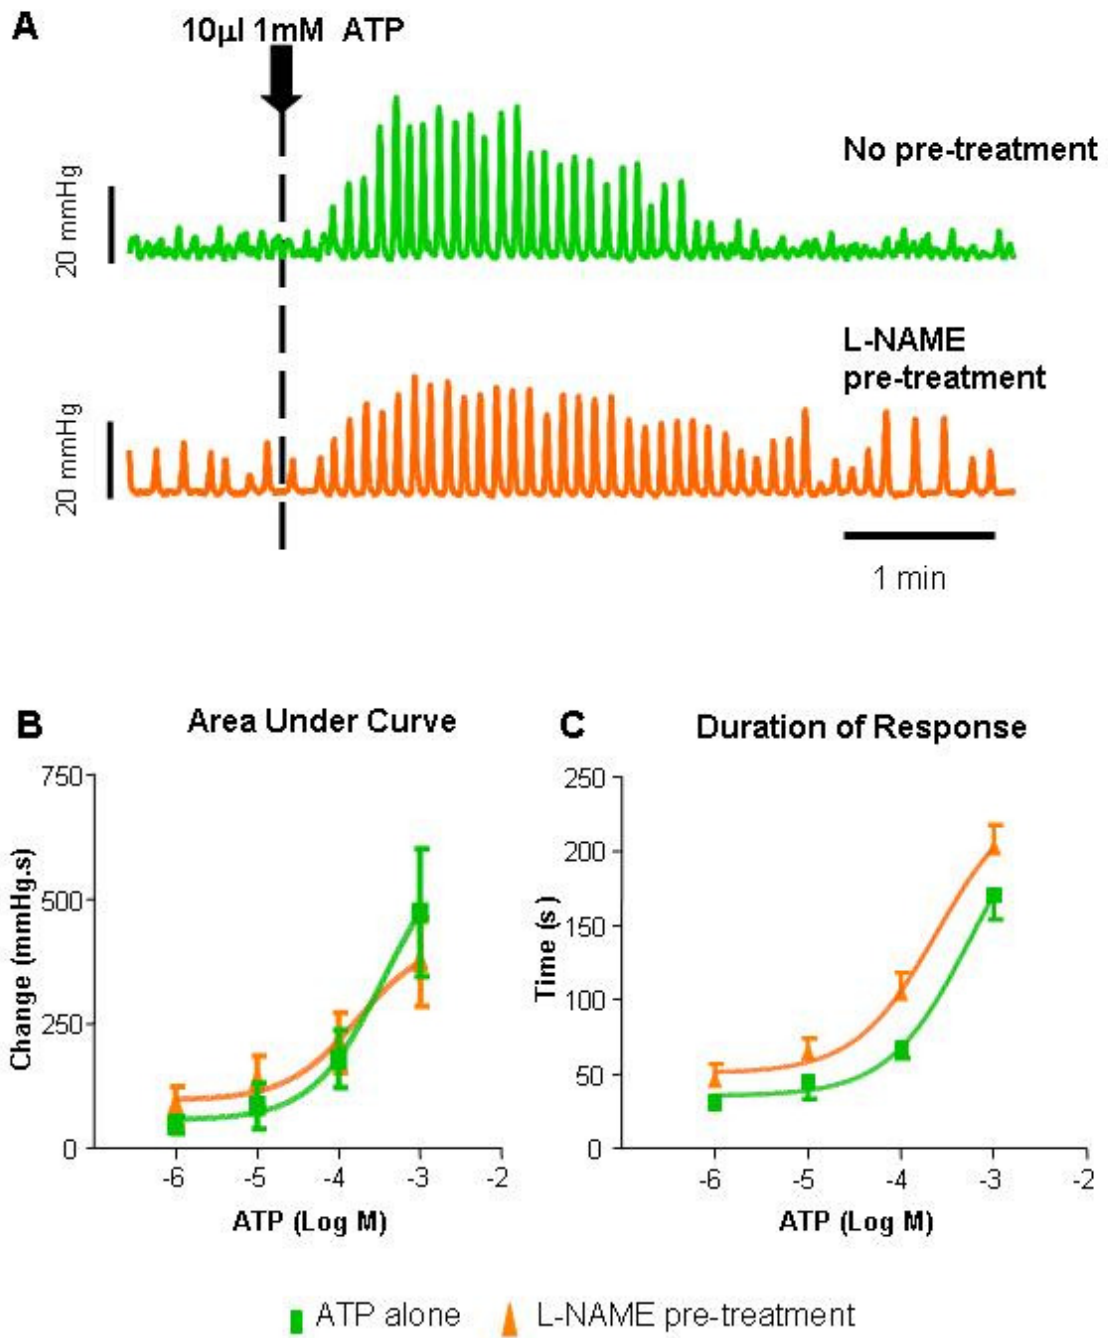 A
10µl 1mM ATP
No pre-treatment
20 mmHg
L-NAME
pre-treatment
20 mmHg
1 min
B
Area Under Curve
C
Duration of Response
750
500
250
0
Change (mmHg.s)
-6
-5
-4
-3
-2
ATP (Log M)
250
200
150
100
50
0
Time (s )
-6
-5
-4
-3
-2
ATP (Log M)
ATP alone
L-NAME pre-treatment